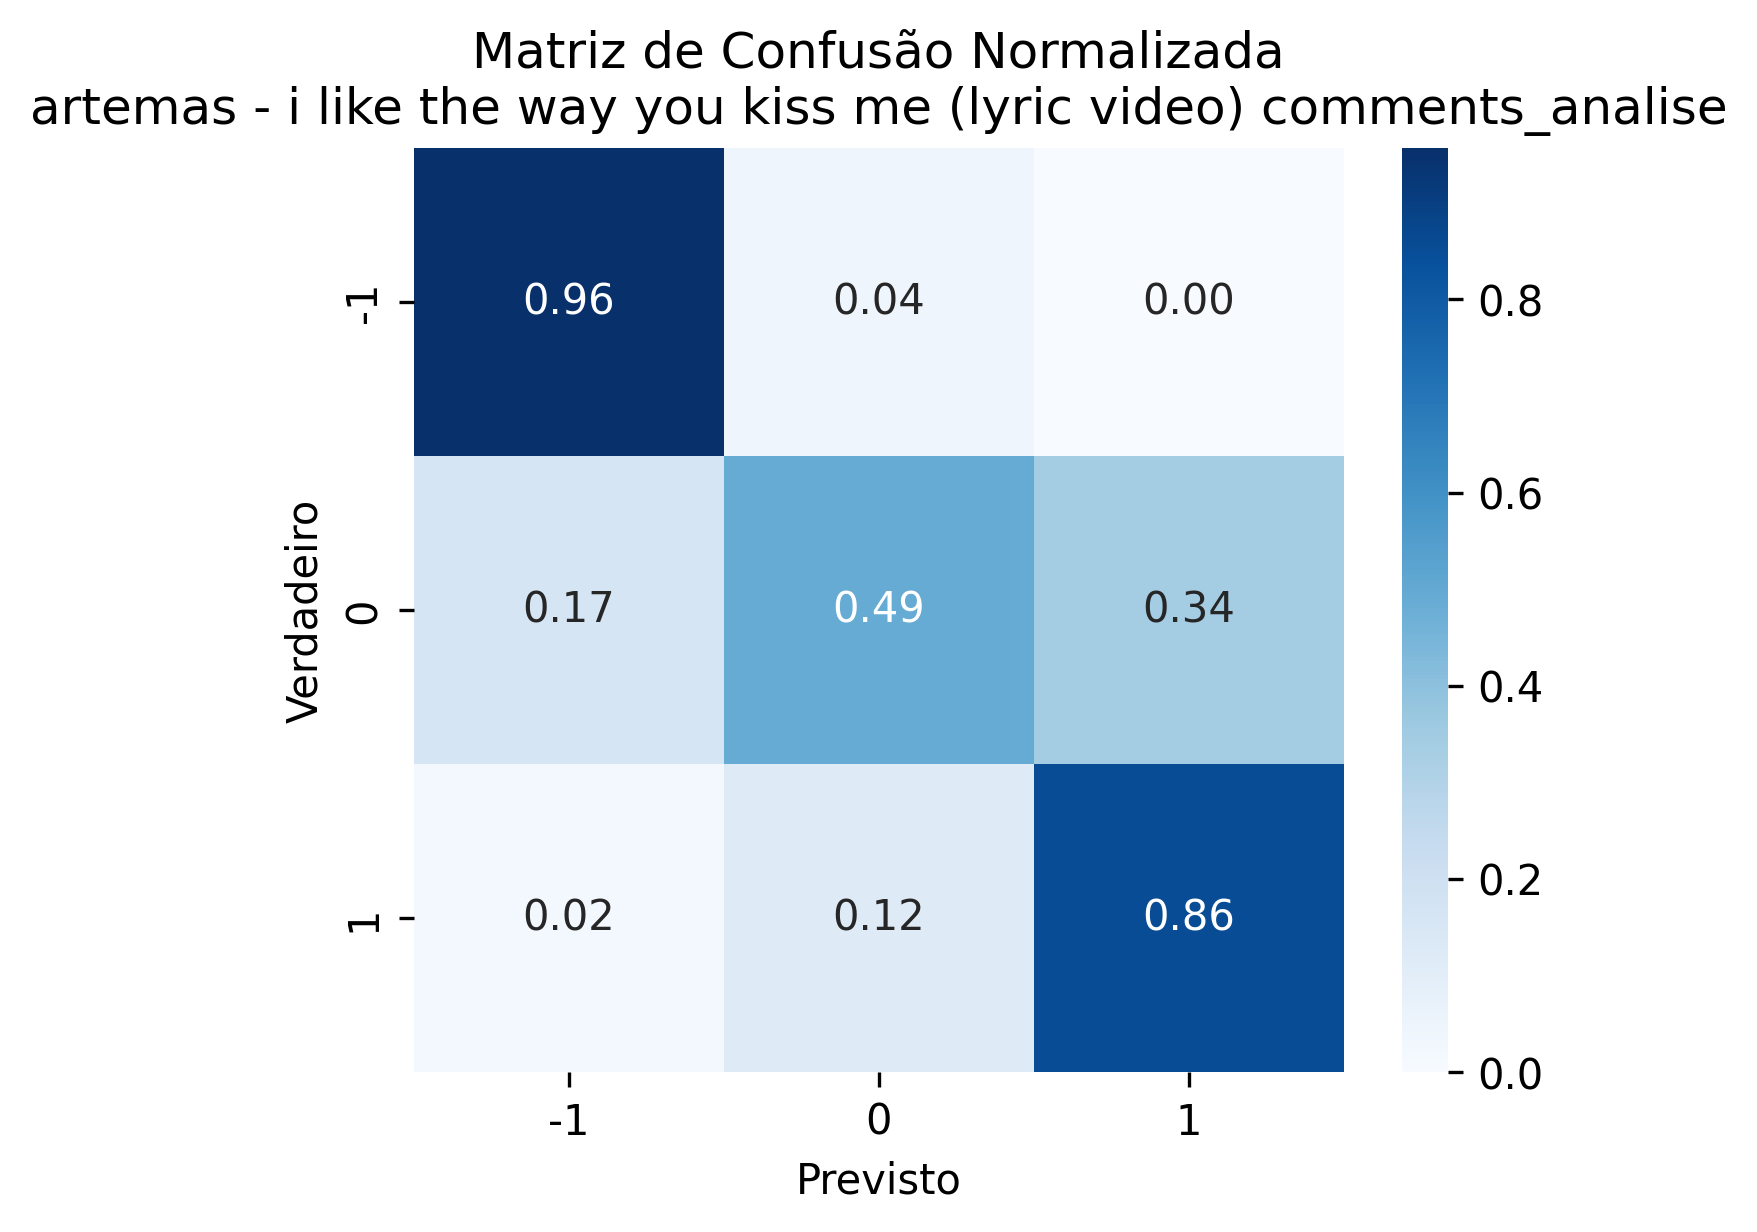 Matriz de Confusão Normalizada
artemas - i like the way you kiss me (lyric video) comments_analise
Verdadeiro
-1
0.96 0.04 0.00
0
0.17 0.49 0.34
1
0.02 0.12 0.86
-1 0 1
Previsto
0.8
0.6
0.4
0.2
0.0